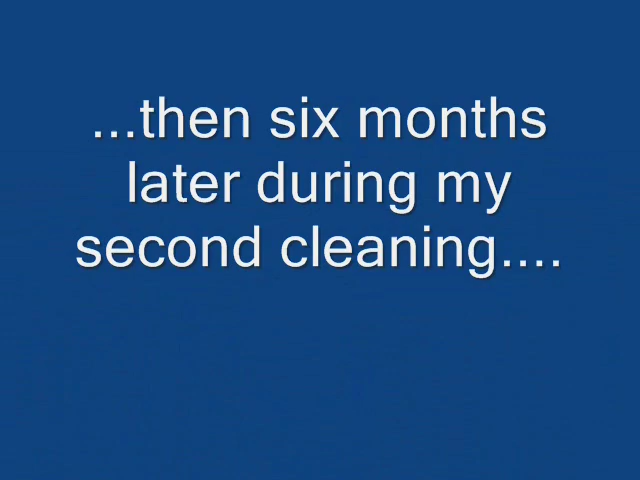 ...then six months
later during my
second cleaning....